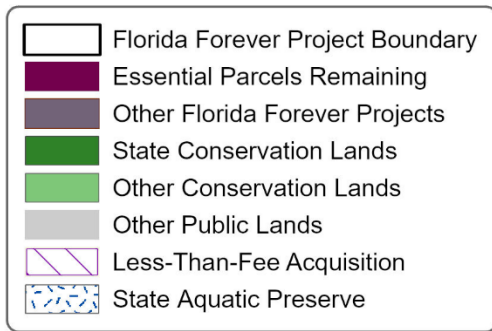 Florida Forever Project Boundary
Essential Parcels Remaining
Other Florida Forever Projects
State Conservation Lands
Other Conservation Lands
Other Public Lands
Less-Than-Fee Acquisition
State Aquatic Preserve